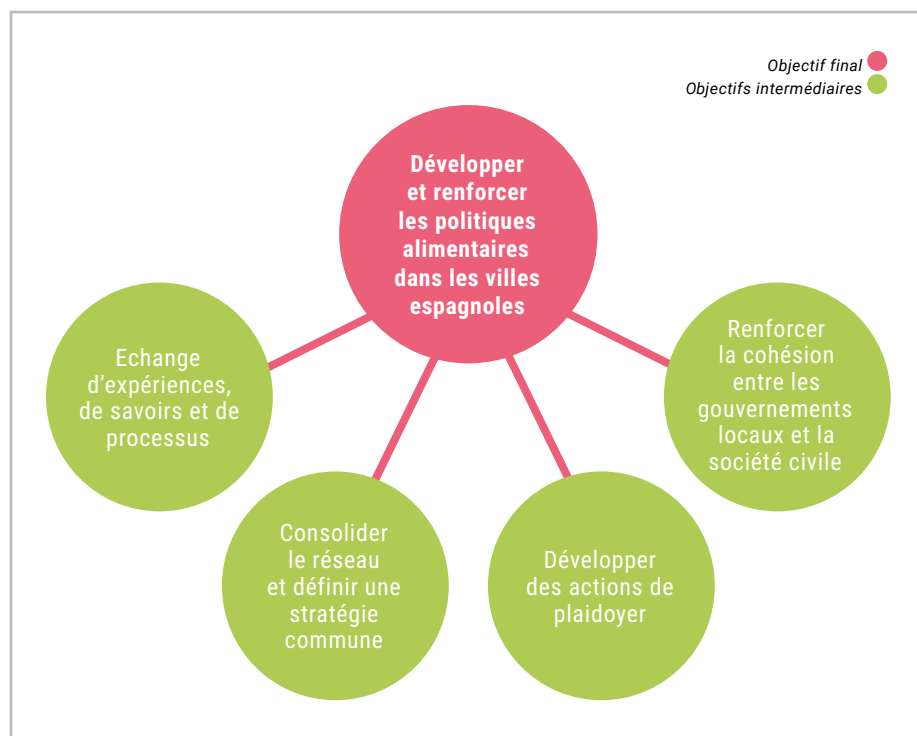 Objectif final
Objectifs intermédiaires
Développer
et renforcer
les politiques
alimentaires
dans les villes
espagnoles
Echange
d’expériences,
de savoirs et de
processus
Consolider
le réseau
et définir une
stratégie
commune
Développer
des actions de
plaidoyer
Renforcer
la cohésion
entre les
gouvernements
locaux et la
société civile